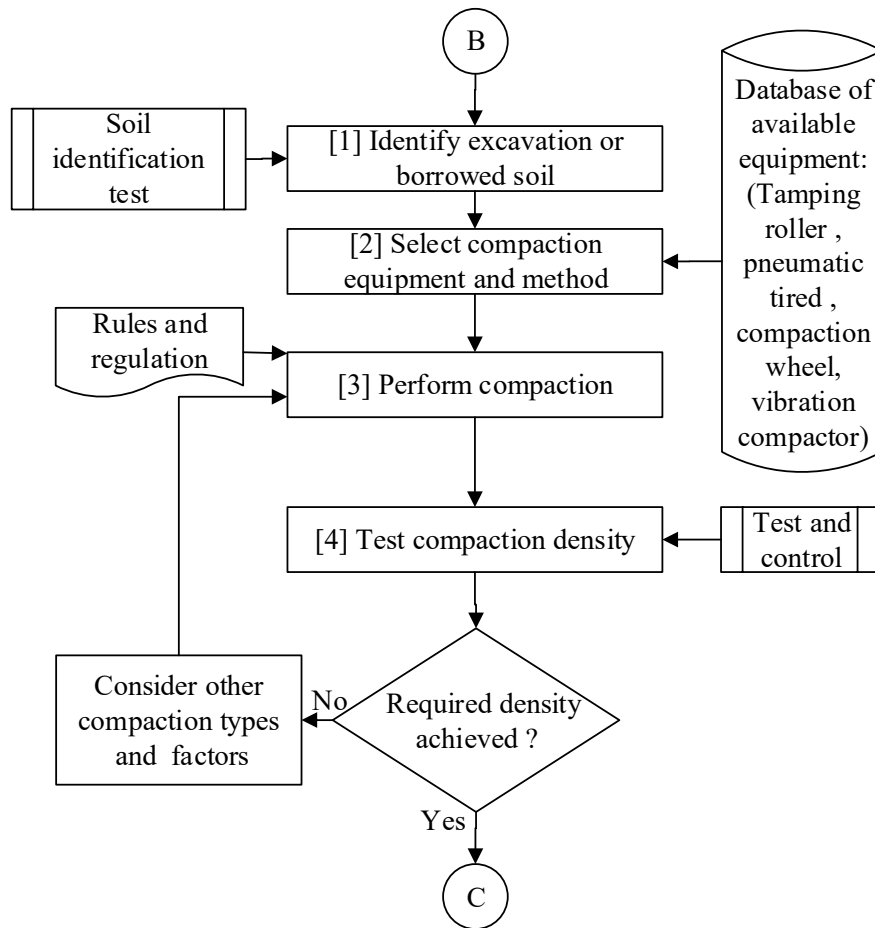 B
Soil
identification
test
[1] Identify excavation or
borrowed soil
Database of
available
equipment:
(Tamping
roller ,
pneumatic
tired ,
compaction
wheel,
vibration
compactor)
[2] Select compaction
equipment and method
Rules and
regulation
[3] Perform compaction
[4] Test compaction density
Test and
control
Required density
achieved ?
No
Consider other
compaction types
and factors
Yes
C